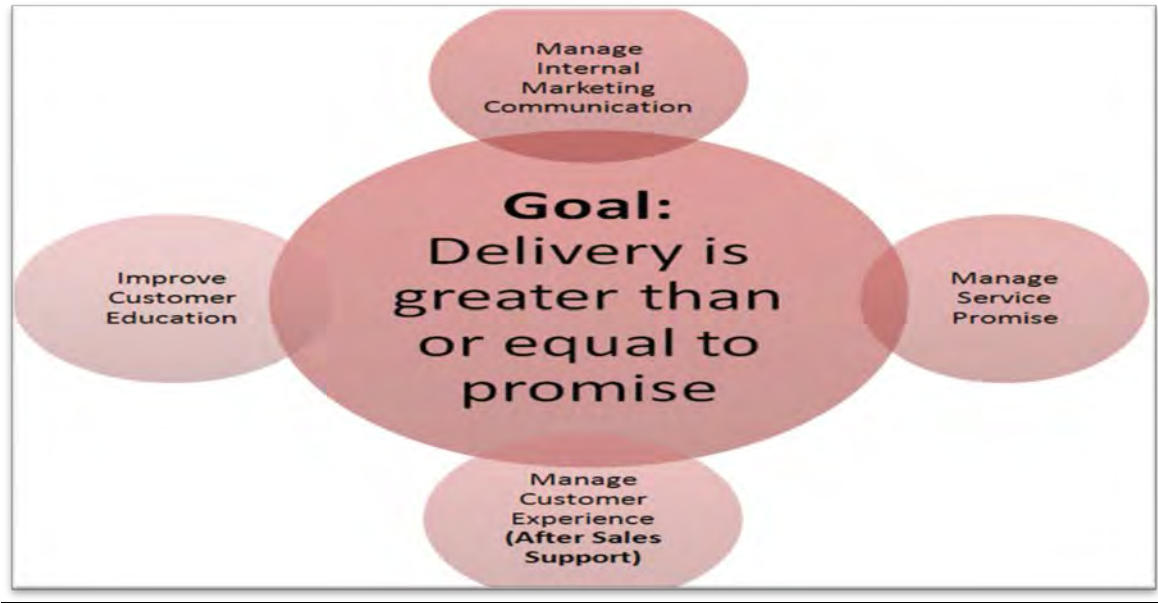 Manage
Internal
Marketing
Communication
Goal:
Delivery is
greater than
or equal to
promise
Improve
Customer
Education
Manage
Service
Promise
Manage
Customer
Experience
(After Sales
Support)